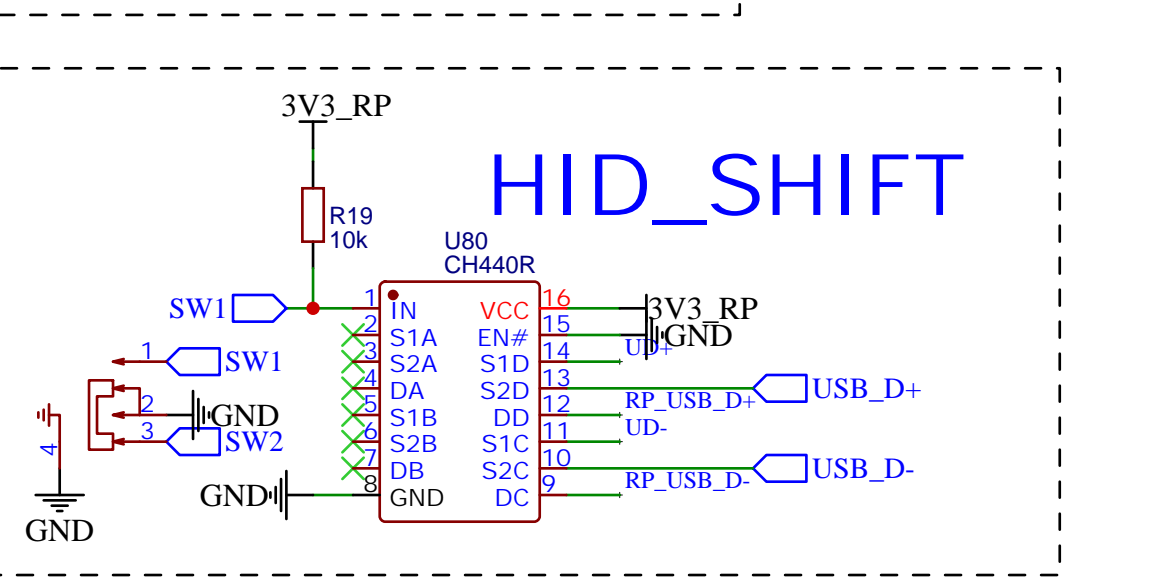 3V3_RP
HID_SHIFT
R19
10k
U80
CH440R
SW1
1
IN
VCC
16
3V3_RP
2
S1A
EN#
15
GND
3
S2A
S1D
14
UD+
1
SW1
4
DA
S2D
13
USB_D+
RP_USB_D+
2
GND
5
S1B
DD
12
UD-
3
SW2
6
S2B
S1C
11
4
7
DB
S2C
10
USB_D-
RP_USB_D-
GND
8
GND
DC
9
GND